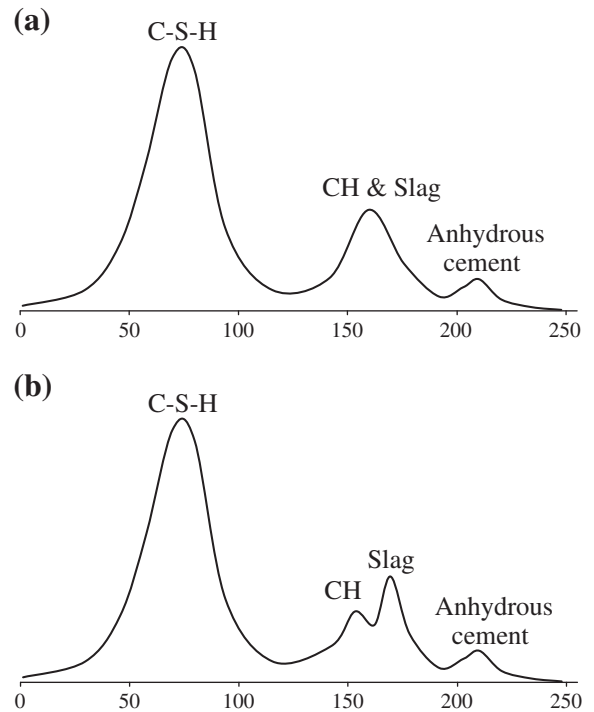 (a)
C-S-H
CH & Slag
Anhydrous
cement
0 50 100 150 200 250
(b)
C-S-H
Slag
CH
Anhydrous
cement
0 50 100 150 200 250